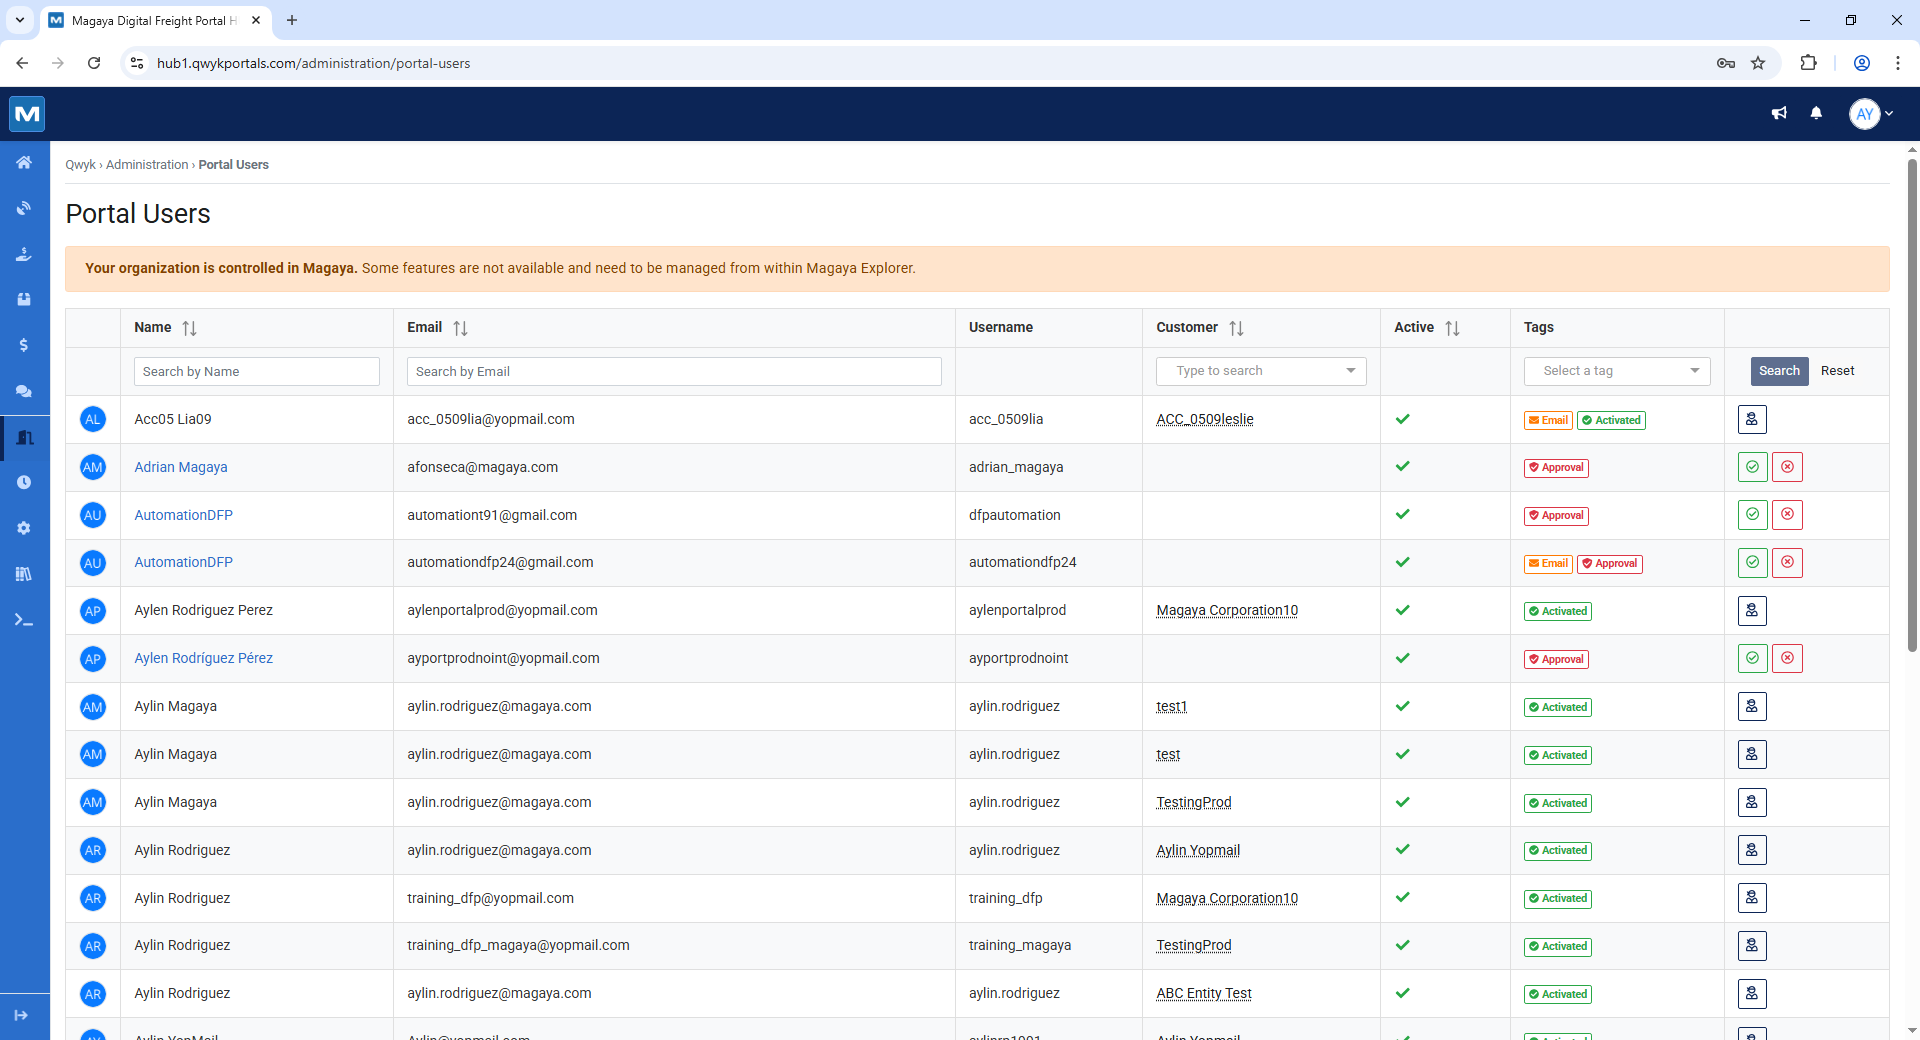 Magaya Digital Freight Portal H
hub1.qwykportals.com/administration/portal-users
M
AY
Qwyk › Administration › Portal Users
Portal Users
Your organization is controlled in Magaya. Some features are not available and need to be managed from within Magaya Explorer.
Name Email Username Customer Active Tags
Search by Name Search by Email Type to search Select a tag Search Reset
AL Acc05 Lia09 acc_0509lia@yopmail.com acc_0509lia ACC_0509leslie Email Activated
AM Adrian Magaya afonseca@magaya.com adrian_magaya Approval
AU AutomationDFP automationt91@gmail.com dfpautomation Approval
AU AutomationDFP automationdfp24@gmail.com automationdfp24 Email Approval
AP Aylen Rodriguez Perez aylenportalprod@yopmail.com aylenportalprod Magaya Corporation10 Activated
AP Aylen Rodríguez Pérez ayportprodnoint@yopmail.com ayportprodnoint Approval
AM Aylin Magaya aylin.rodriguez@magaya.com aylin.rodriguez test1 Activated
AM Aylin Magaya aylin.rodriguez@magaya.com aylin.rodriguez test Activated
AM Aylin Magaya aylin.rodriguez@magaya.com aylin.rodriguez TestingProd Activated
AR Aylin Rodriguez aylin.rodriguez@magaya.com aylin.rodriguez Aylin Yopmail Activated
AR Aylin Rodriguez training_dfp@yopmail.com training_dfp Magaya Corporation10 Activated
AR Aylin Rodriguez training_dfp_magaya@yopmail.com training_magaya TestingProd Activated
AR Aylin Rodriguez aylin.rodriguez@magaya.com aylin.rodriguez ABC Entity Test Activated
Aylin YopMail Aylin@yopmail.com Aylin Yopmail